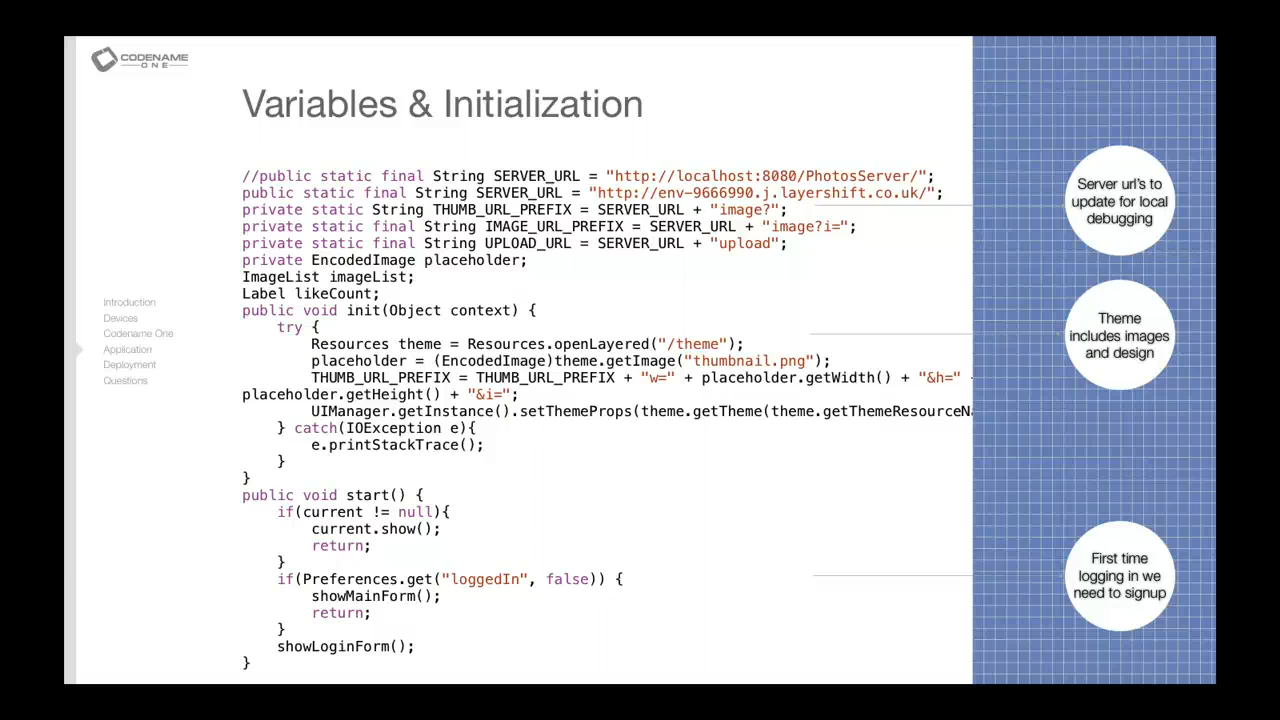 CODENAME
ONE
Variables & Initialization
//public static final String SERVER_URL = "http://localhost:8080/PhotosServer/";
public static final String SERVER_URL = "http://env-9666990.j.layershift.co.uk/";
private static String THUMB_URL_PREFIX = SERVER_URL + "image?";
private static final String IMAGE_URL_PREFIX = SERVER_URL + "image?i=";
private static final String UPLOAD_URL = SERVER_URL + "upload";
private EncodedImage placeholder;
ImageList imageList;
Label likeCount;
public void init(Object context) {
    try {
        Resources theme = Resources.openLayered("/theme");
        placeholder = (EncodedImage)theme.getImage("thumbnail.png");
        THUMB_URL_PREFIX = THUMB_URL_PREFIX + "w=" + placeholder.getWidth() + "&h=" +
placeholder.getHeight() + "&i=";
        UIManager.getInstance().setThemeProps(theme.getTheme(theme.getThemeResourceNa
    } catch(IOException e){
        e.printStackTrace();
    }
}
public void start() {
    if(current != null){
        current.show();
        return;
    }
    if(Preferences.get("loggedIn", false)) {
        showMainForm();
        return;
    }
    showLoginForm();
}
Introduction
Devices
Codename One
Application
Deployment
Questions
Server url's to
update for local
debugging
Theme
includes images
and design
First time
logging in we
need to signup